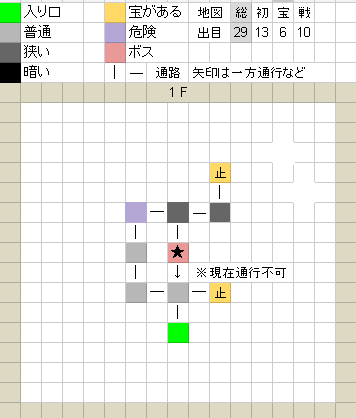 入り口 宝がある 地図 総 初 宝 戦
普通 危険 出目 29 13 6 10
狭い ボス
暗い | ― 通路 矢印は一方通行など
1F
止
★
↓ ※現在通行不可
止